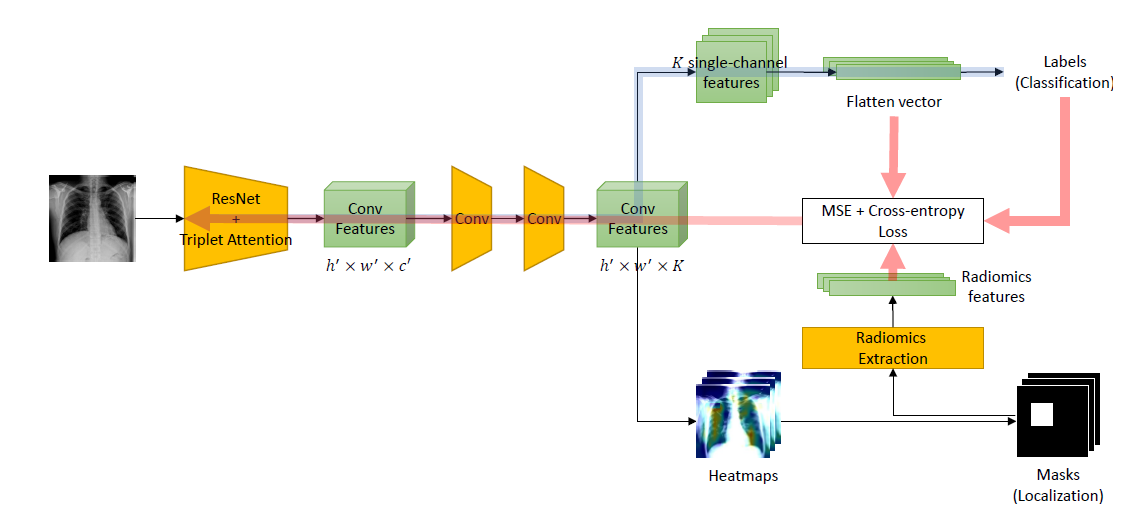 K single-channel
features
Labels
(Classification)
Flatten vector
ResNet
+
Triplet Attention
Conv
Features
Conv
Conv
Conv
Features
MSE + Cross-entropy
Loss
h′ × w′ × c′
h′ × w′ × K
Radiomics
features
Radiomics
Extraction
Heatmaps
Masks
(Localization)